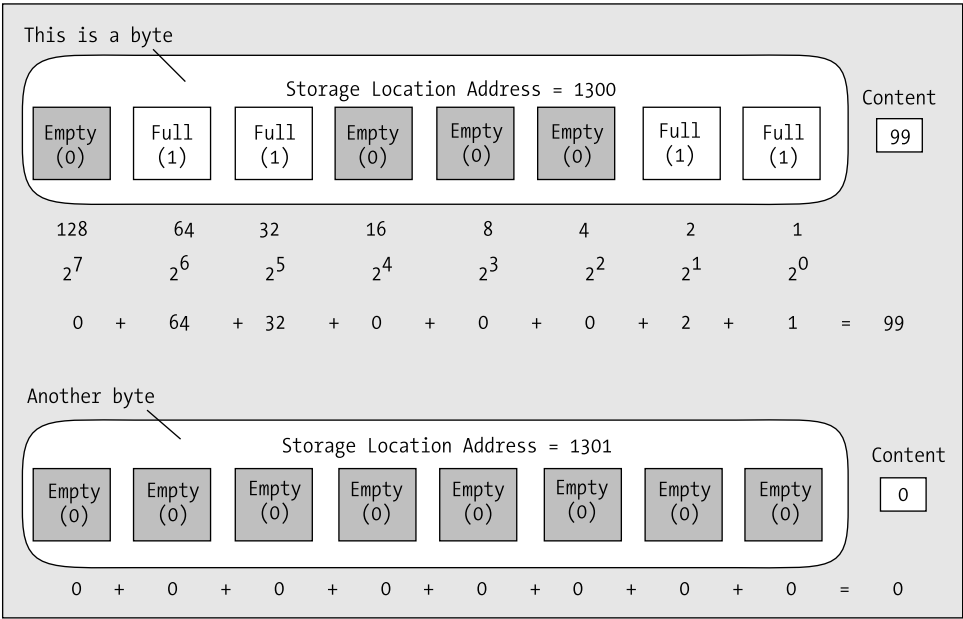 This is a byte
Storage Location Address = 1300
Content
Empty Full Full Empty Empty Empty Full Full
(0) (1) (1) (0) (0) (0) (1) (1)
99
128 64 32 16 8 4 2 1
2^7 2^6 2^5 2^4 2^3 2^2 2^1 2^0
0 + 64 + 32 + 0 + 0 + 0 + 2 + 1 = 99
Another byte
Storage Location Address = 1301
Content
Empty Empty Empty Empty Empty Empty Empty Empty
(0) (0) (0) (0) (0) (0) (0) (0)
0
0 + 0 + 0 + 0 + 0 + 0 + 0 + 0 = 0